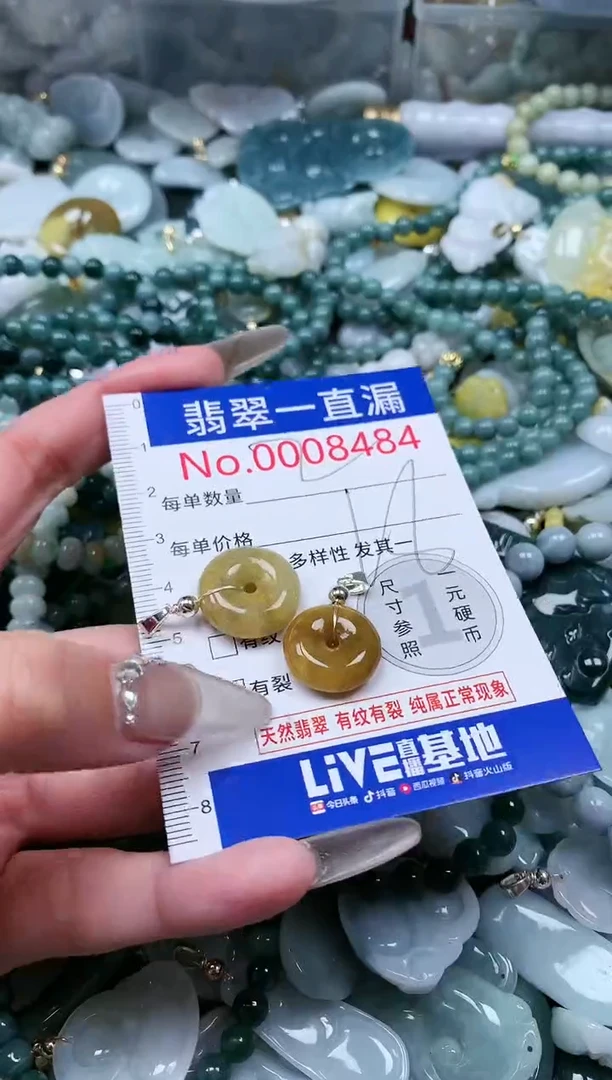 翡翠一直漏
No.0008484
每单数量
每单价格
多样性 发其一
尺寸参照
1
一元硬币
有纹
有裂
天然翡翠 有纹有裂 纯属正常现象
LiVE直播基地
今日头条 抖音 西瓜视频 抖音火山版
0
1
2
3
4
5
7
8